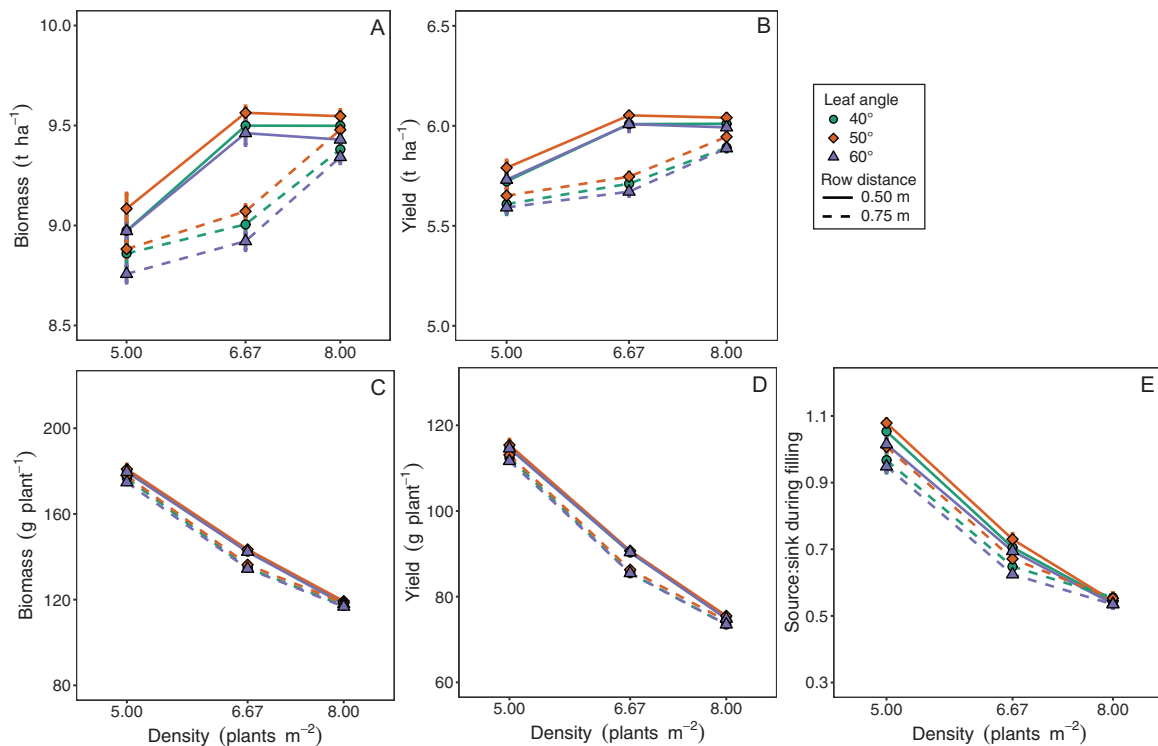 A
10.0
9.5
9.0
8.5
Biomass (t ha⁻¹)
5.00 6.67 8.00
B
6.5
6.0
5.5
5.0
Yield (t ha⁻¹)
5.00 6.67 8.00
Leaf angle
40°
50°
60°
Row distance
0.50 m
0.75 m
C
200
160
120
80
Biomass (g plant⁻¹)
5.00 6.67 8.00
Density (plants m⁻²)
D
120
100
80
60
Yield (g plant⁻¹)
5.00 6.67 8.00
Density (plants m⁻²)
E
1.1
0.9
0.7
0.5
0.3
Source:sink during filling
5.00 6.67 8.00
Density (plants m⁻²)